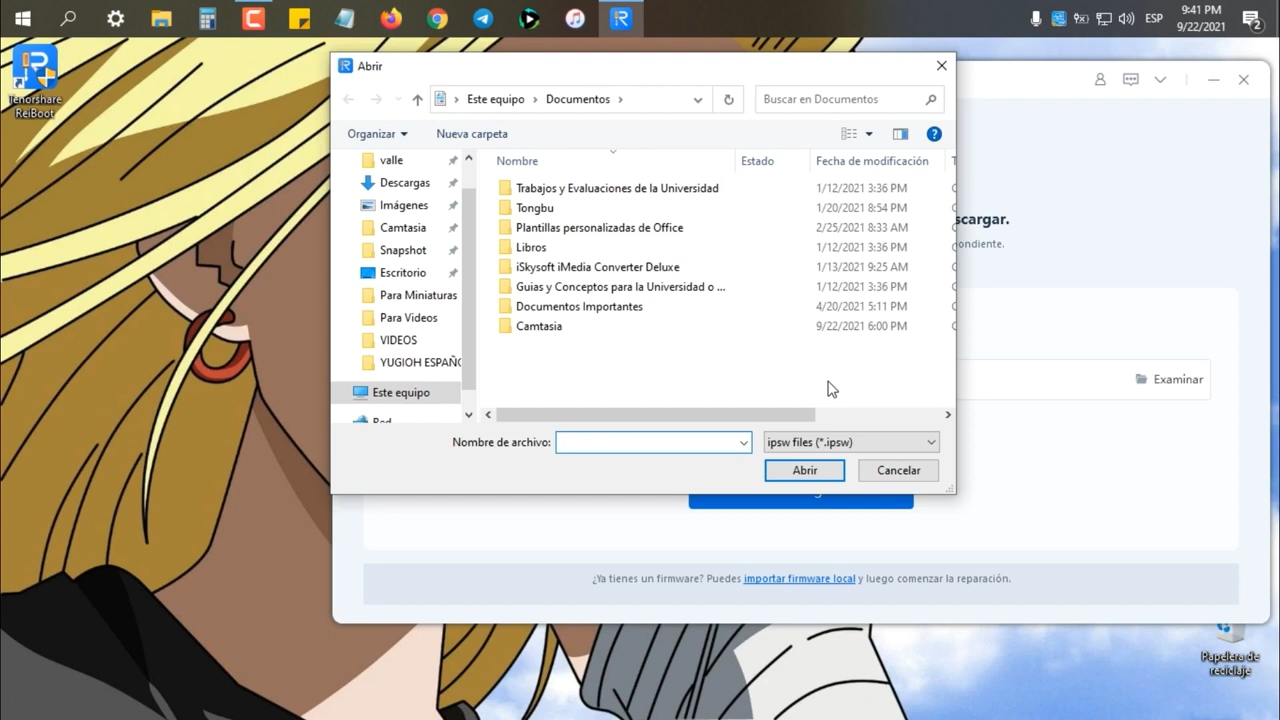 9:41 PM
ESP
9/22/2021
2
Tenorshare
ReiBoot
Abrir
Este equipo
Documentos
Buscar en Documentos
Organizar
Nueva carpeta
Nombre
Estado
Fecha de modificación
valle
Descargas
Imágenes
Camtasia
Snapshot
Escritorio
Para Miniaturas
Para Videos
VIDEOS
YUGIOH ESPAÑO
Este equipo
Red
Trabajos y Evaluaciones de la Universidad 1/12/2021 3:36 PM
Tongbu 1/20/2021 8:54 PM
Plantillas personalizadas de Office 2/25/2021 8:33 AM
Libros 1/12/2021 3:36 PM
iSkysoft iMedia Converter Deluxe 1/13/2021 9:25 AM
Guias y Conceptos para la Universidad o ... 1/12/2021 3:36 PM
Documentos Importantes 4/20/2021 5:11 PM
Camtasia 9/22/2021 6:00 PM
Nombre de archivo:
ipsw files (*.ipsw)
Abrir
Cancelar
scargar.
ondiente.
Examinar
¿Ya tienes un firmware? Puedes importar firmware local y luego comenzar la reparación.
Papelera de
reciclaje